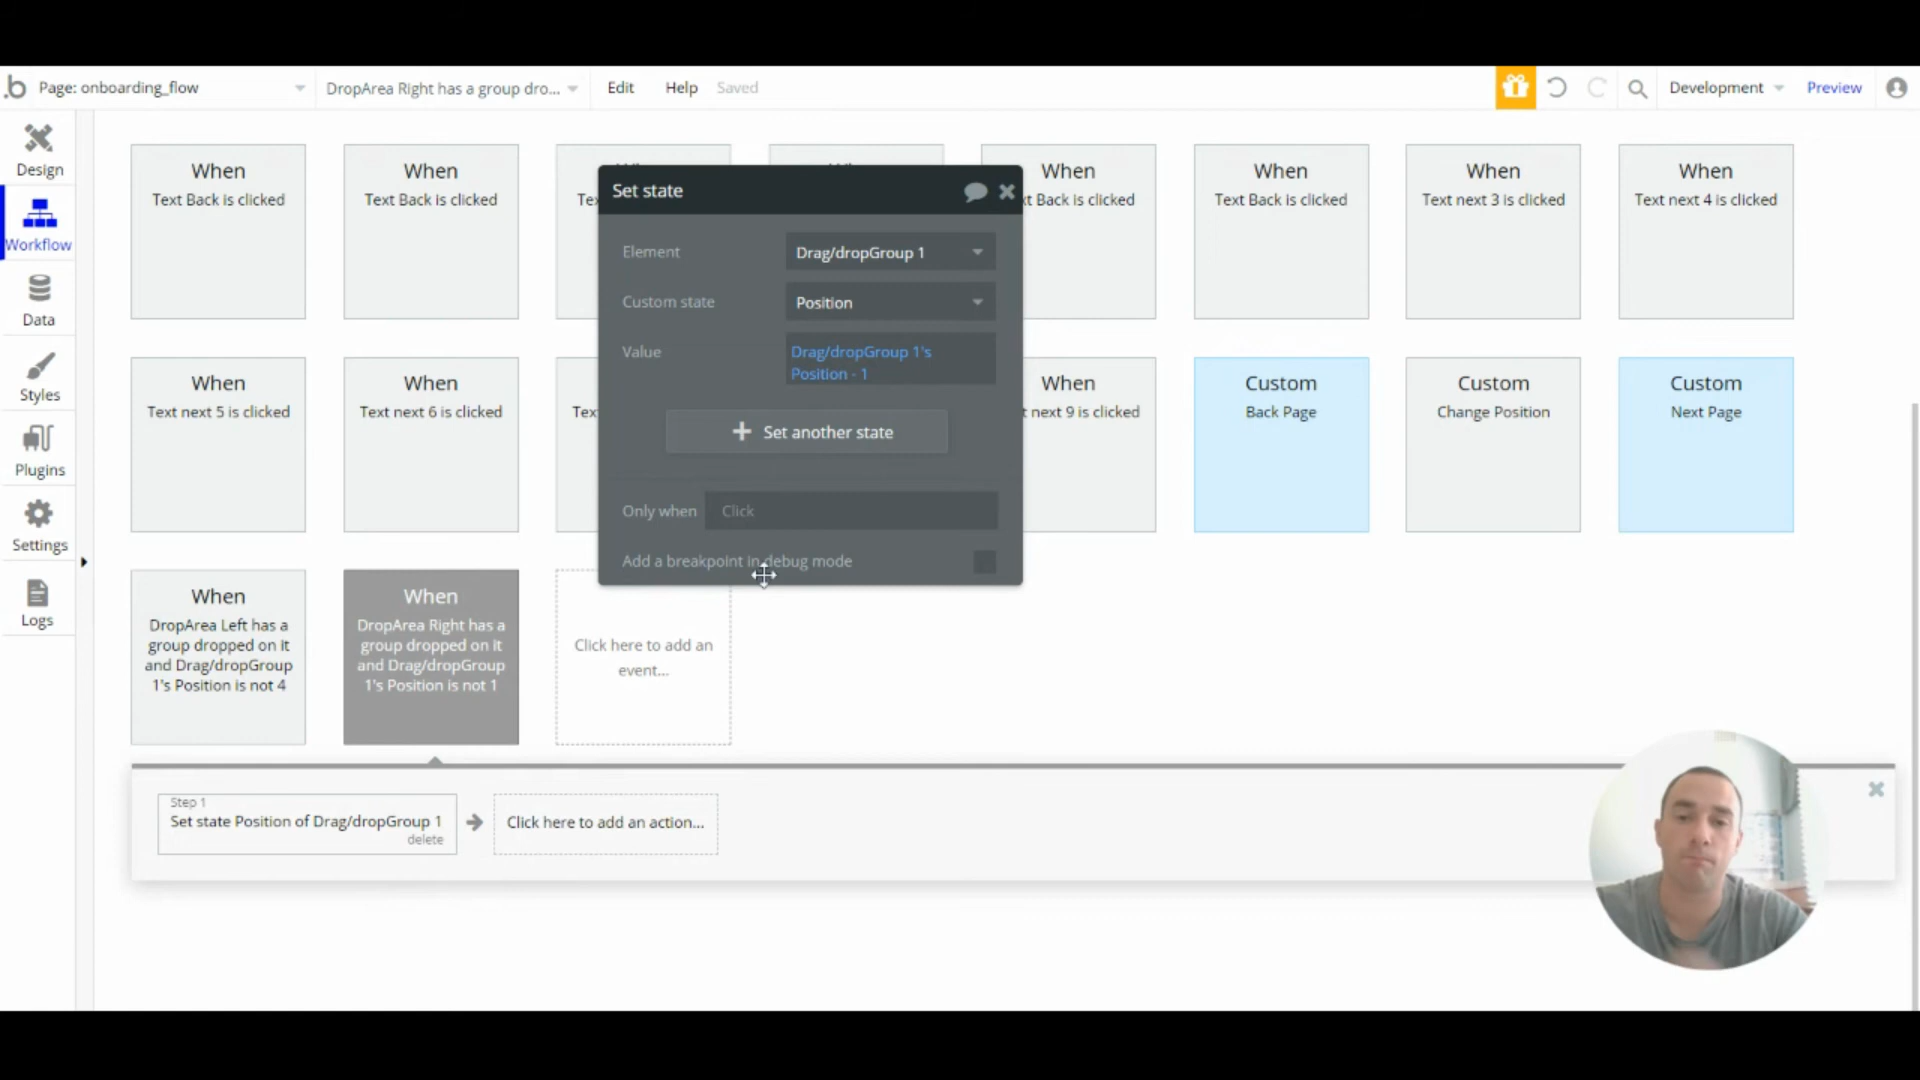 .b
Page: onboarding_flow
DropArea Right has a group dro...
Edit
Help
Saved
Development
Preview
Design
Workflow
Data
Styles
Plugins
Settings
Logs
When
Text Back is clicked
When
Text Back is clicked
When
xt Back is clicked
When
Text Back is clicked
When
Text next 3 is clicked
When
Text next 4 is clicked
Set state
Element
Drag/dropGroup 1
Custom state
Position
Value
Drag/dropGroup 1's
Position - 1
Set another state
Only when
Click
Add a breakpoint in debug mode
When
Text next 5 is clicked
When
Text next 6 is clicked
When
t next 9 is clicked
Custom
Back Page
Custom
Change Position
Custom
Next Page
When
DropArea Left has a
group dropped on it
and Drag/dropGroup
1's Position is not 4
When
DropArea Right has a
group dropped on it
and Drag/dropGroup
1's Position is not 1
Click here to add an
event...
Step 1
Set state Position of Drag/dropGroup 1
delete
Click here to add an action...